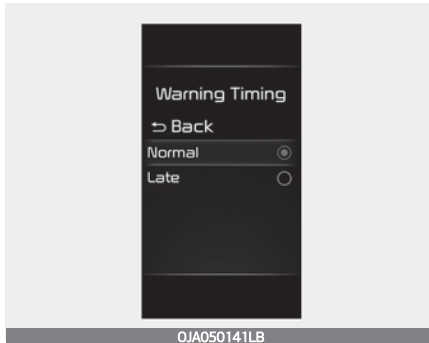 Warning Timing
Back
Normal
Late
OJA050141LB